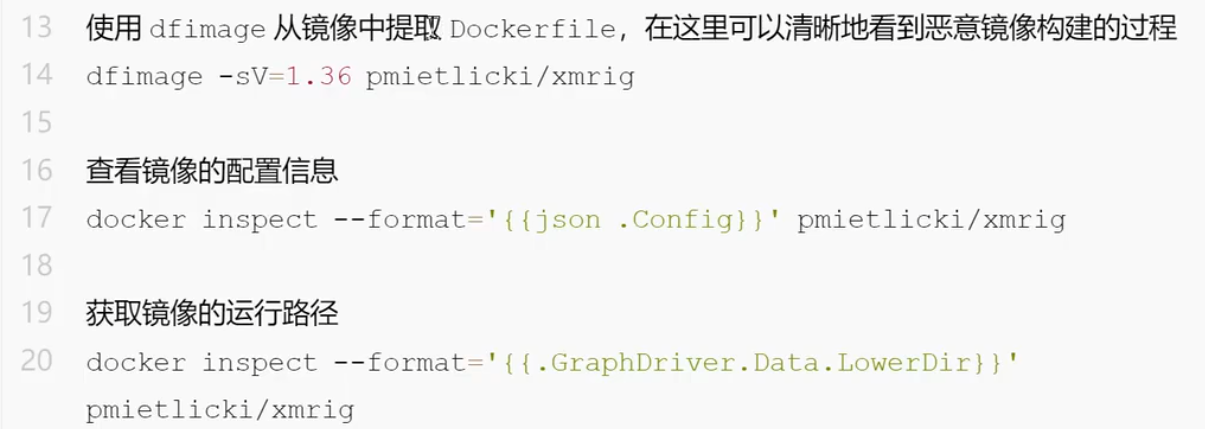 13 使用 dfimage 从镜像中提取 Dockerfile，在这里可以清晰地看到恶意镜像构建的过程
14 dfimage -sV=1.36 pmietlicki/xmrig
15
16 查看镜像的配置信息
17 docker inspect --format='{{json .Config}}' pmietlicki/xmrig
18
19 获取镜像的运行路径
20 docker inspect --format='{{.GraphDriver.Data.LowerDir}}'
pmietlicki/xmrig